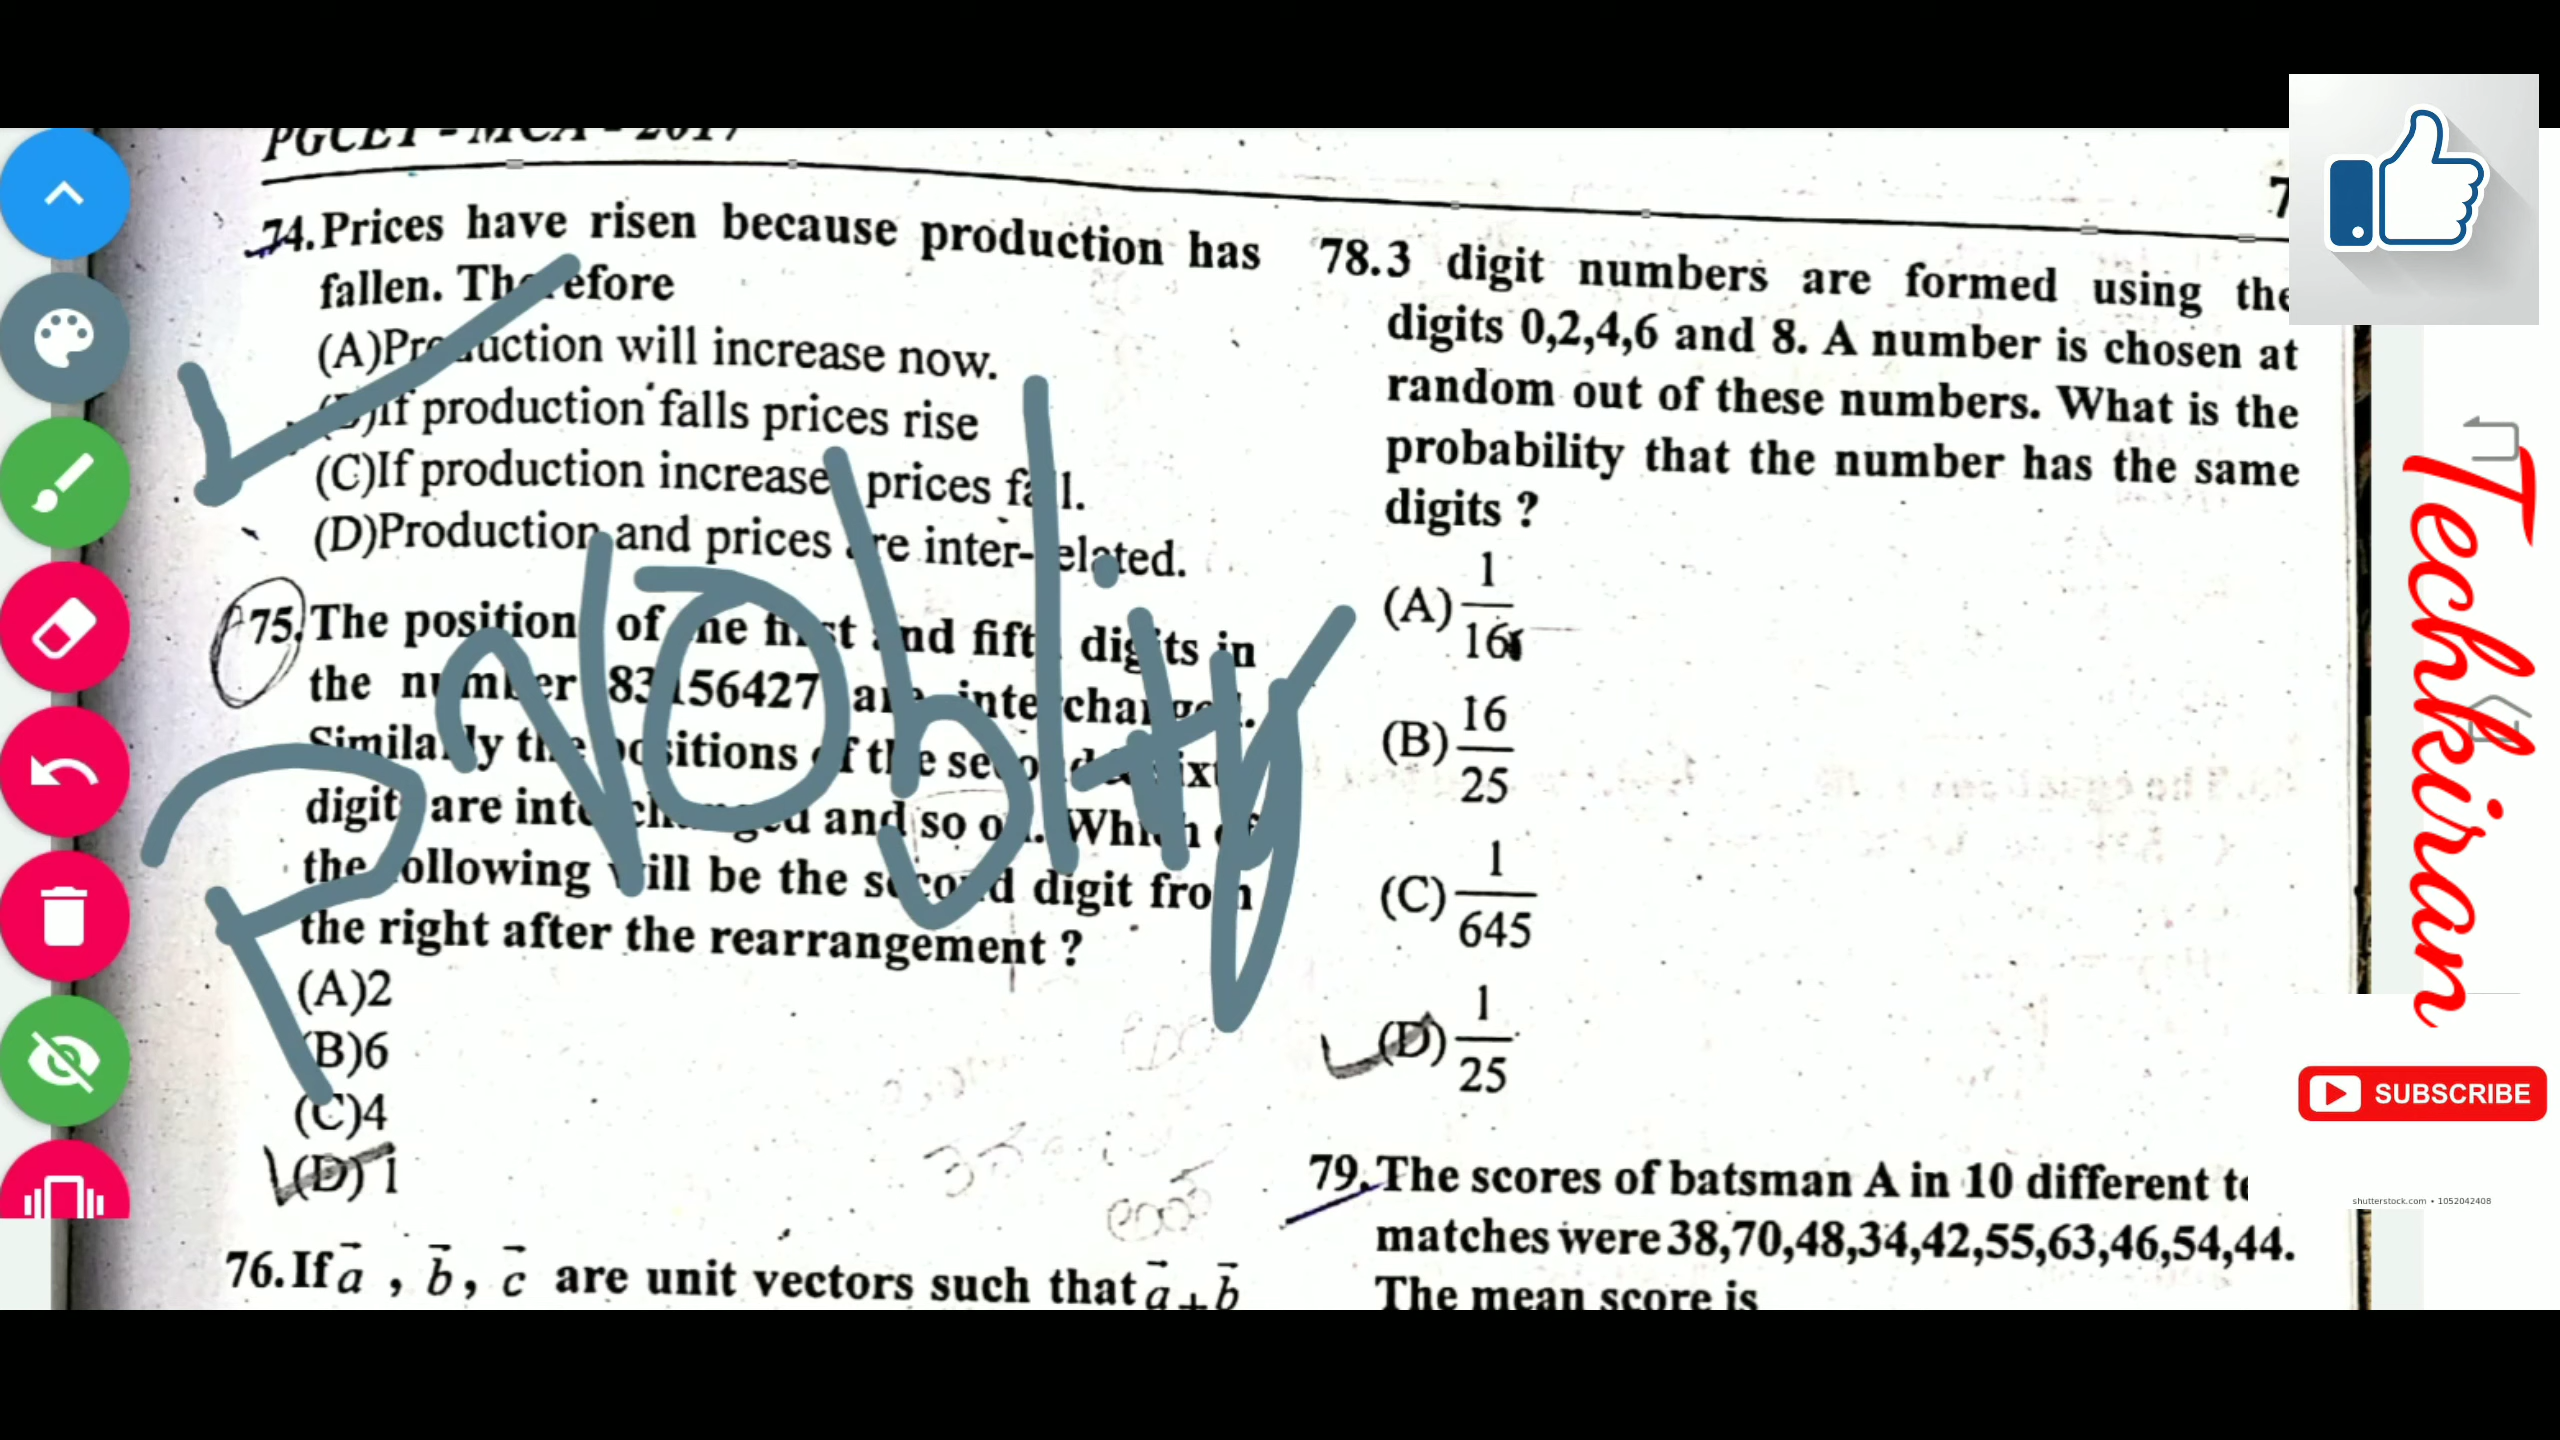 PGCET - MCA - 2017
74. Prices have risen because production has
fallen. Therefore
(A)Production will increase now.
(B)If production falls prices rise
(C)If production increases prices fall.
(D)Production and prices are inter-related.
75. The position of the first and fifth digits in
the number 83156427 are interchanged.
Similarly the positions of the second & sixth
digits are interchanged and so on. Which of
the following will be the second digit from
the right after the rearrangement ?
(A)2
(B)6
(C)4
(D)1
76. If a , b, c are unit vectors such that a + b
78. 3 digit numbers are formed using the
digits 0,2,4,6 and 8. A number is chosen at
random out of these numbers. What is the
probability that the number has the same
digits ?
(A) 1/16
(B) 16/25
(C) 1/645
(D) 1/25
79. The scores of batsman A in 10 different
matches were 38,70,48,34,42,55,63,46,54,44.
The mean score is
Problity
Techkiran
SUBSCRIBE
shutterstock.com • 1052042408